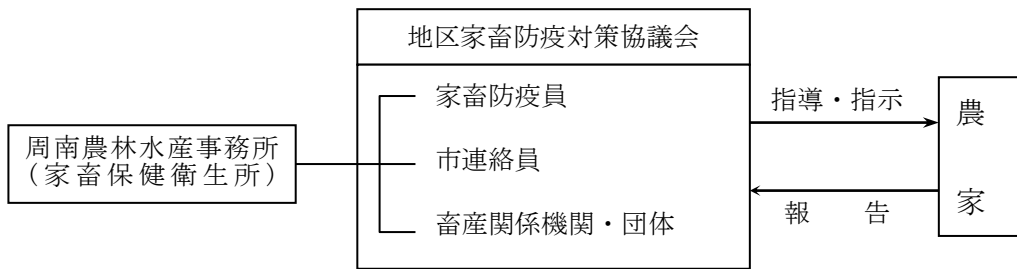 地区家畜防疫対策協議会
周南農林水産事務所
(家畜保健衛生所)
家畜防疫員
市連絡員
畜産関係機関・団体
指導・指示
報　告
農
家